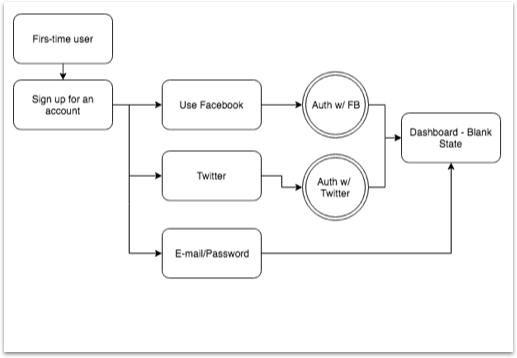 Firs-time user
Sign up for an
account
Use Facebook
Auth w/ FB
Dashboard - Blank
State
Twitter
Auth w/
Twitter
E-mail/Password